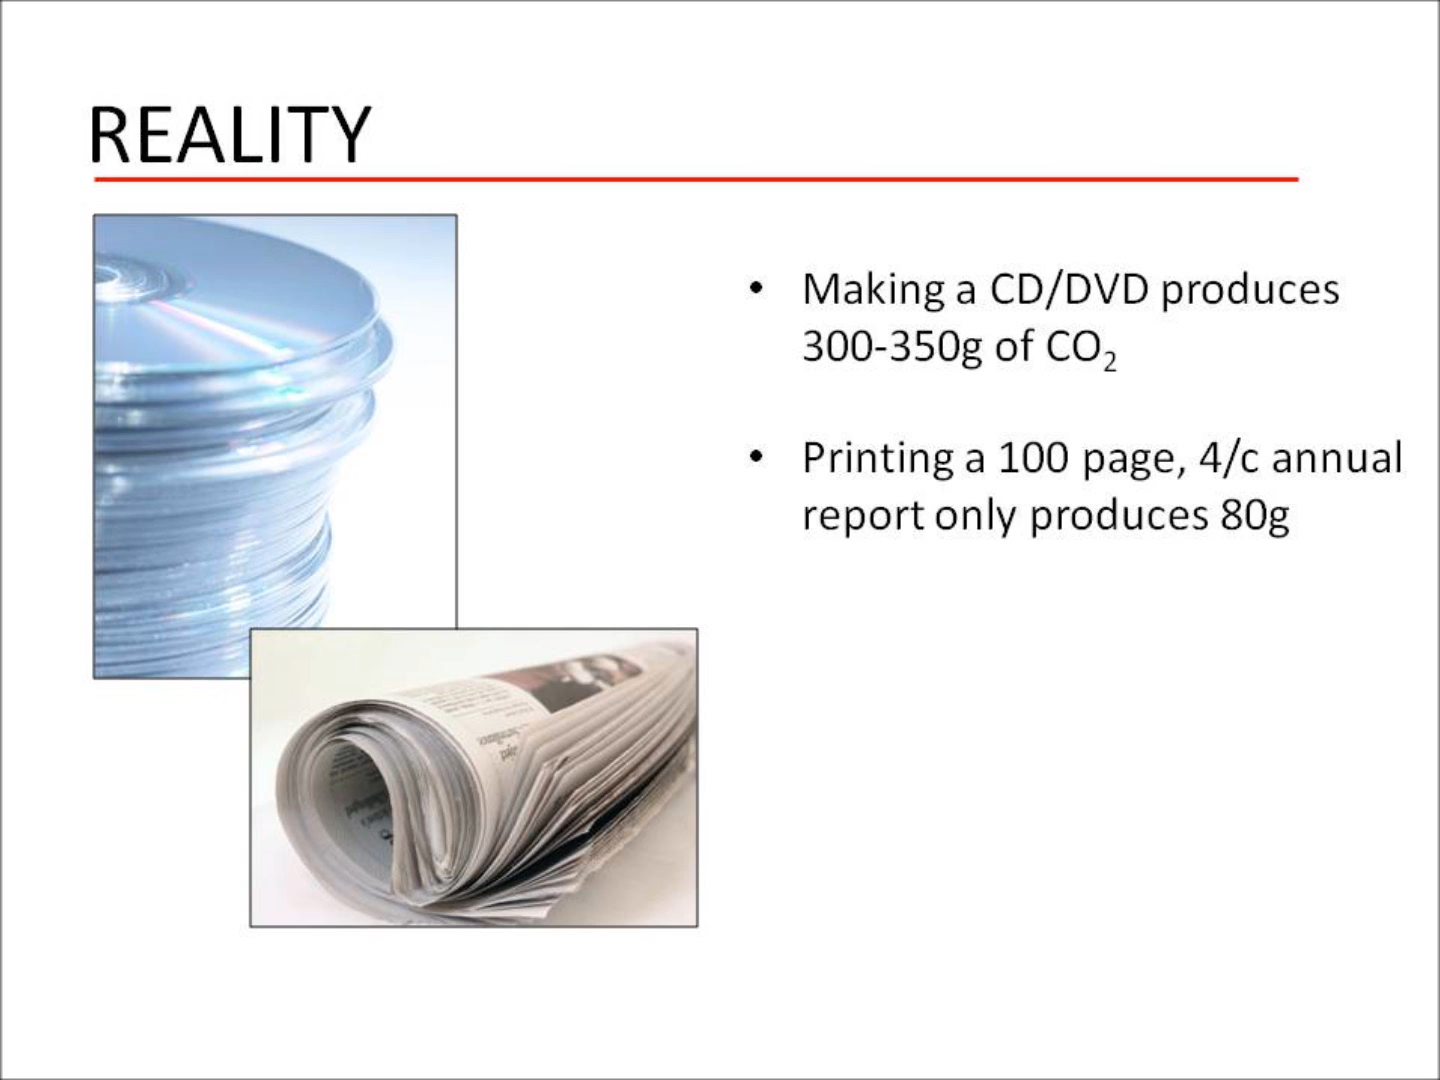 REALITY
• Making a CD/DVD produces
300-350g of CO₂
• Printing a 100 page, 4/c annual
report only produces 80g